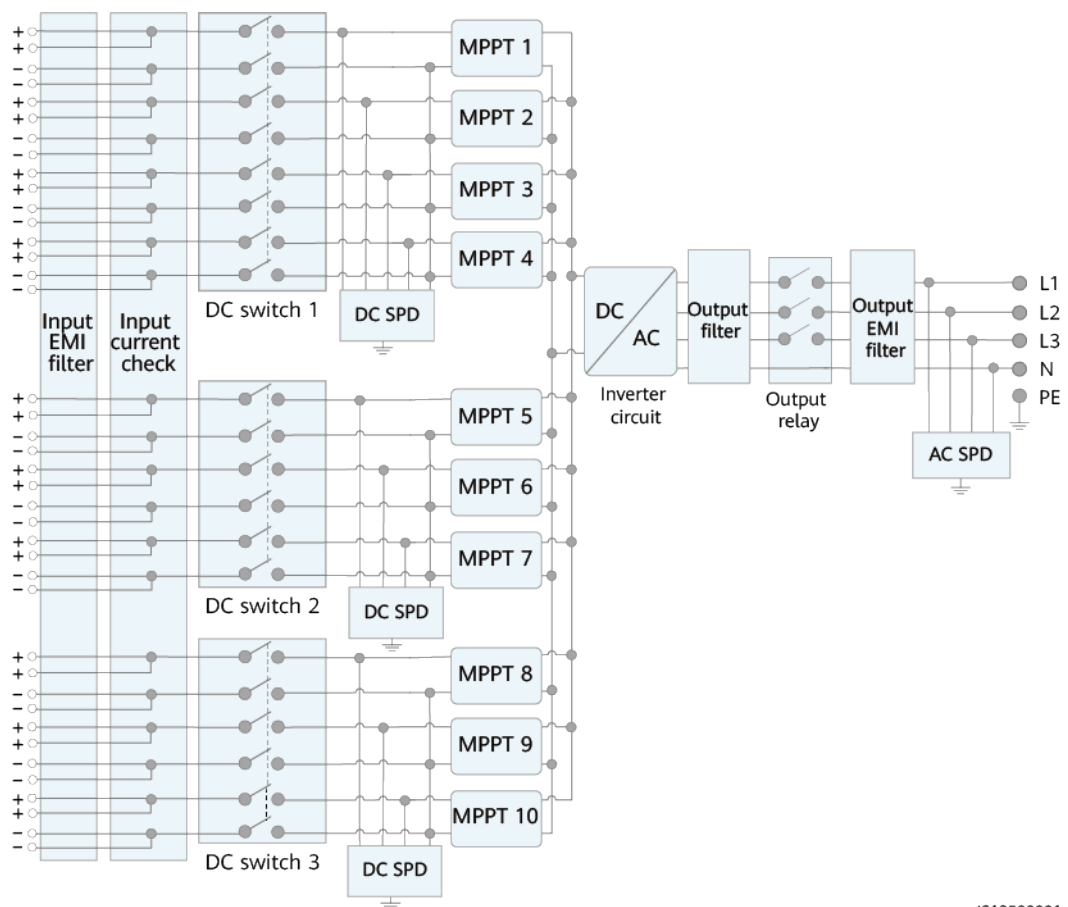 +
+
−
−
MPPT 1
+
+
−
−
MPPT 2
+
+
−
−
MPPT 3
+
+
−
−
MPPT 4
DC switch 1
DC SPD
Input
EMI
filter
Input
current
check
DC
AC
Inverter
circuit
Output
filter
Output
relay
Output
EMI
filter
L1
L2
L3
N
PE
AC SPD
+
+
−
−
MPPT 5
+
+
−
−
MPPT 6
+
+
−
−
MPPT 7
DC switch 2
DC SPD
+
+
−
−
MPPT 8
+
+
−
−
MPPT 9
+
+
−
−
MPPT 10
DC switch 3
DC SPD